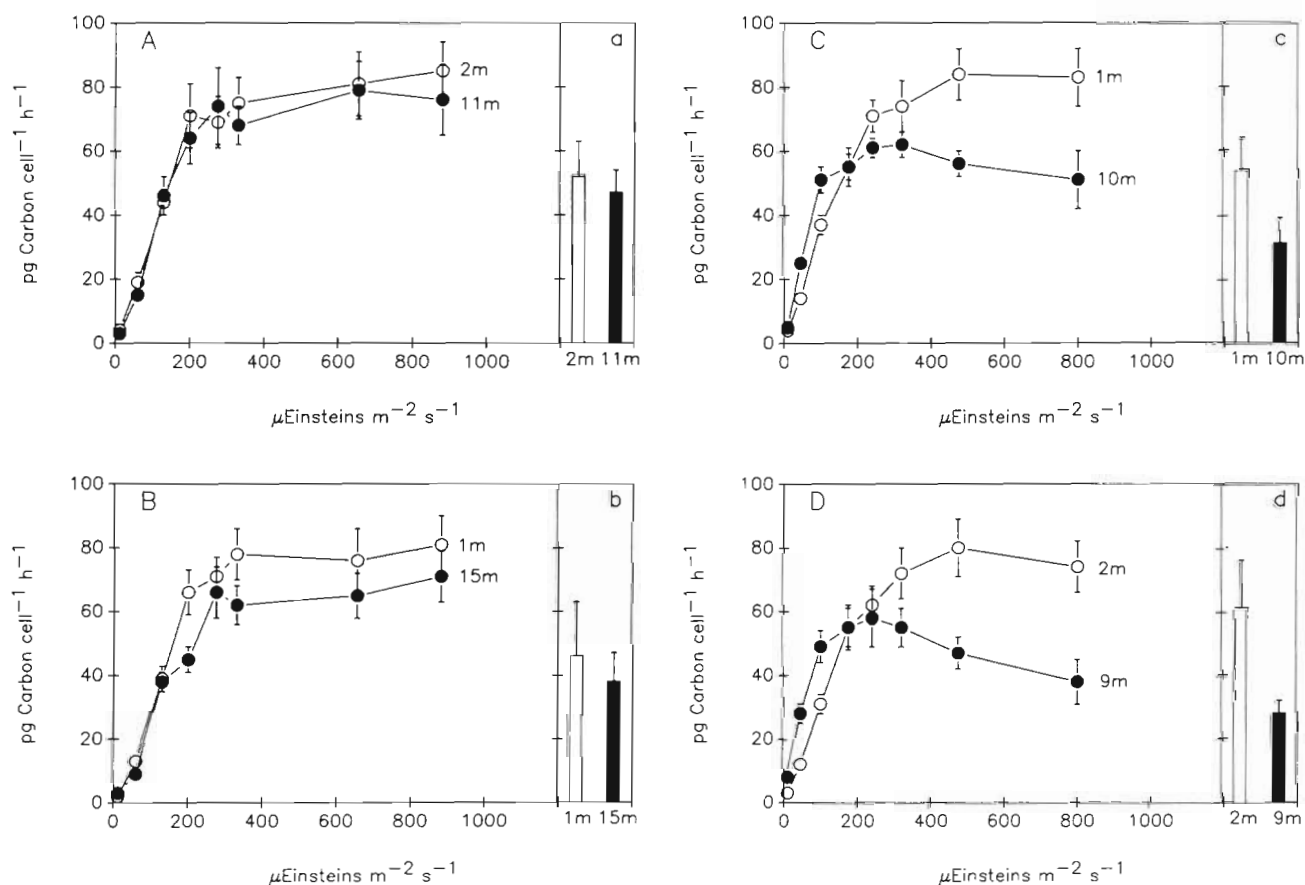 A
a
100
80
60
40
20
0
pg Carbon cell⁻¹ h⁻¹
2m
11m
0 200 400 600 800 1000
2m 11m
μEinsteins m⁻² s⁻¹
C
c
100
80
60
40
20
0
pg Carbon cell⁻¹ h⁻¹
1m
10m
0 200 400 600 800 1000
1m 10m
μEinsteins m⁻² s⁻¹
B
b
100
80
60
40
20
0
pg Carbon cell⁻¹ h⁻¹
1m
15m
0 200 400 600 800 1000
1m 15m
μEinsteins m⁻² s⁻¹
D
d
100
80
60
40
20
0
pg Carbon cell⁻¹ h⁻¹
2m
9m
0 200 400 600 800 1000
2m 9m
μEinsteins m⁻² s⁻¹